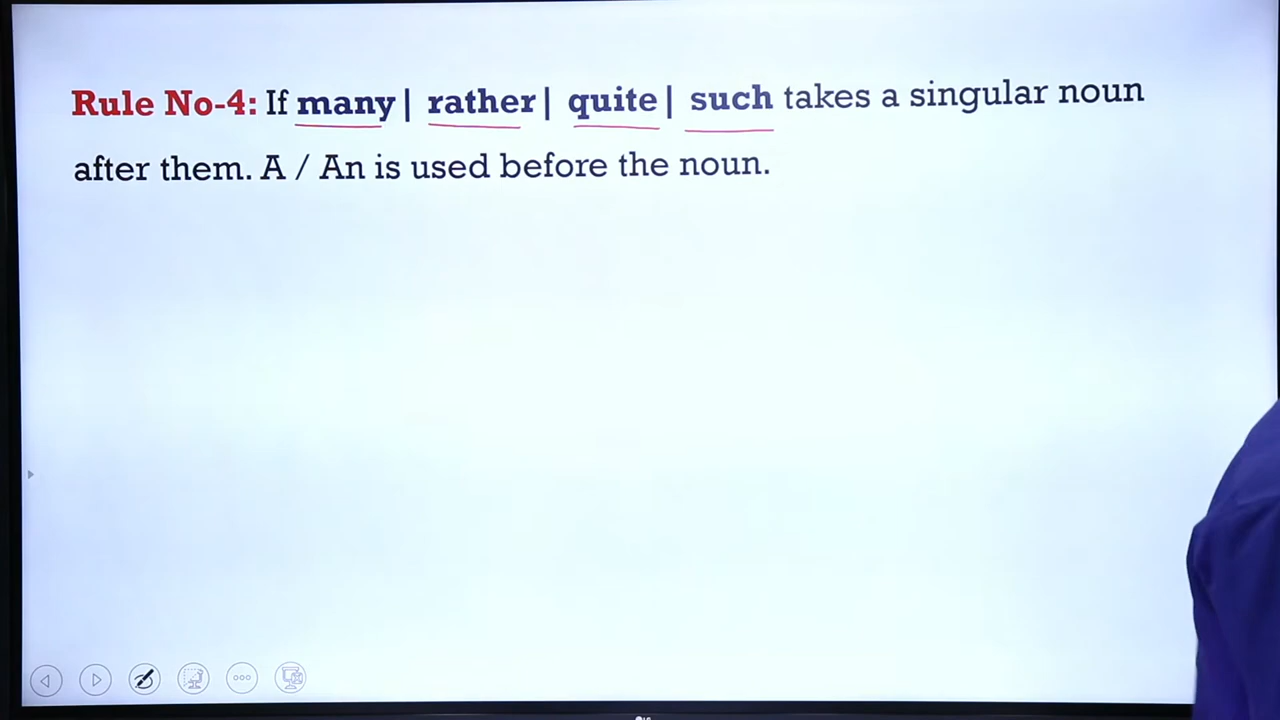 Rule No-4: If many| rather| quite| such takes a singular noun
after them. A / An is used before the noun.